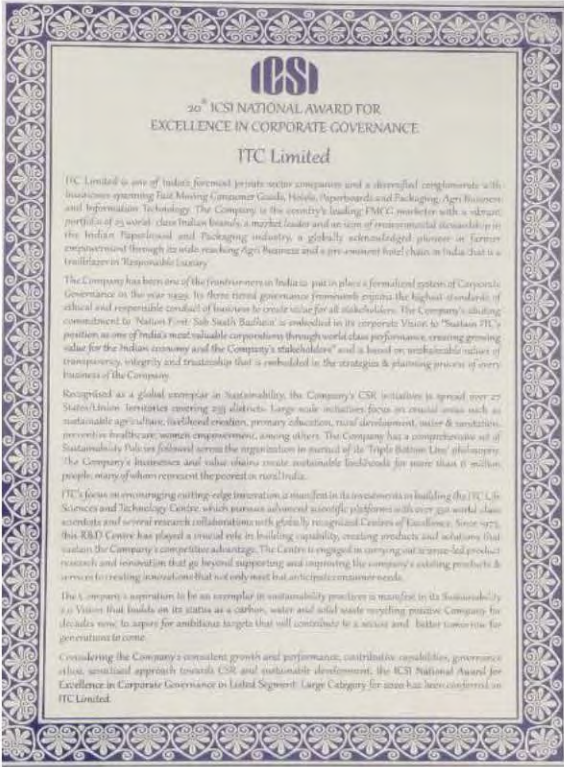 ICSI
20th ICSI NATIONAL AWARD FOR
EXCELLENCE IN CORPORATE GOVERNANCE
ITC Limited
ITC Limited is one of India's foremost private sector companies and a diversified conglomerate with
businesses spanning Fast Moving Consumer Goods, Hotels, Paperboards and Packaging, Agri Business
and Information Technology. The Company is the country's leading FMCG marketer with a vibrant
portfolio of 25 world-class Indian brands, a market leader and an icon of environmental stewardship in
the Indian Paperboard and Packaging industry, a globally acknowledged pioneer in farmer
empowerment through its wide reaching Agri Business and a pre-eminent hotel chain in India that is a
trailblazer in 'Responsible Luxury'.
The Company has been one of the frontrunners in India to put in place a formalized system of Corporate
Governance in the year 1999. Its three tiered governance framework enjoins the highest standards of
ethical and responsible conduct of business to create value for all stakeholders. The Company's abiding
commitment to 'Nation First: Sab Saath Badhein' is embodied in its corporate Vision to "Sustain ITC's
position as one of India's most valuable corporations through world class performance, creating growing
value for the Indian economy and the Company's stakeholders" and is based on values of
transparency, integrity and trusteeship that is embedded in the strategies & planning process of every
business of the Company.
Recognised as a global exemplar in Sustainability, the Company's CSR initiatives is spread over 27
States/Union Territories covering districts. Large scale initiatives focus on crucial areas such as
sustainable agriculture, livelihood creation, primary education, rural development, water & sanitation,
preventive healthcare, women empowerment, among others. The Company has a comprehensive set of
Sustainability Policies followed across the organization in pursuit of its 'Triple Bottom Line' philosophy.
The Company's businesses and value chains create sustainable livelihoods for more than 6 million
people, many of whom represent the poorest in rural India.
ITC's focus on encouraging cutting-edge innovation is manifest in its investments on building the ITC Life
Sciences and Technology Centre, which pursues advanced scientific platforms with over 350 world class
scientists and several research collaborations with globally recognized Centres of Excellence. Since
this R&D Centre has played a crucial role in building capability, creating products and solutions that
sustain the Company's competitive advantage. The Centre is engaged in carrying out science-led product
research and innovation that go beyond supporting and improving the company's existing products &
services to creating innovations that not only meet but anticipate consumer needs.
The Company's aspiration to be an exemplar in sustainability practices is manifest in its Sustainability
2.0 Vision that builds on its status as a carbon, water and solid waste recycling positive Company for
decades now, to aspire for ambitious targets that will contribute to a secure and better tomorrow for
generations to come.
Considering the Company's consistent growth and performance, contributive capabilities, governance
ethos, sensitised approach towards CSR and sustainable development, the ICSI National Award for
Excellence in Corporate Governance in Listed Segment: Large Category for 2020 has been conferred on
ITC Limited.